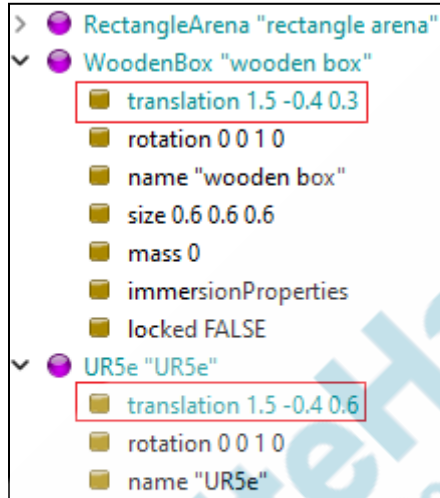 RectangleArena "rectangle arena"
WoodenBox "wooden box"
translation 1.5 -0.4 0.3
rotation 0 0 1 0
name "wooden box"
size 0.6 0.6 0.6
mass 0
immersionProperties
locked FALSE
UR5e "UR5e"
translation 1.5 -0.4 0.6
rotation 0 0 1 0
name "UR5e"